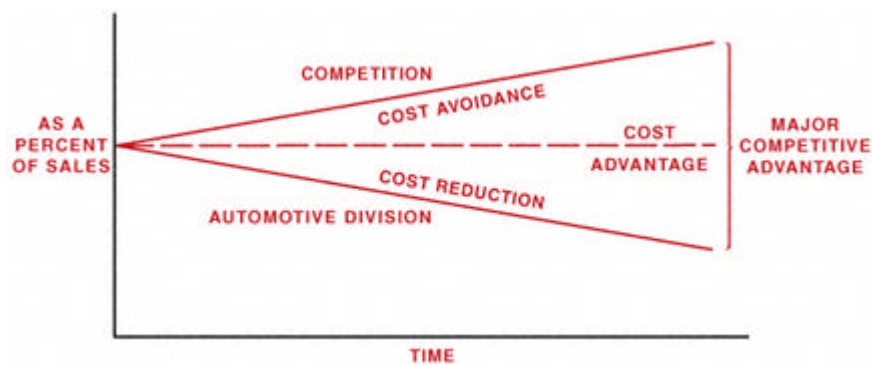 COMPETITION
COST AVOIDANCE
AS A
PERCENT
OF SALES
COST
ADVANTAGE
MAJOR
COMPETITIVE
ADVANTAGE
COST REDUCTION
AUTOMOTIVE DIVISION
TIME